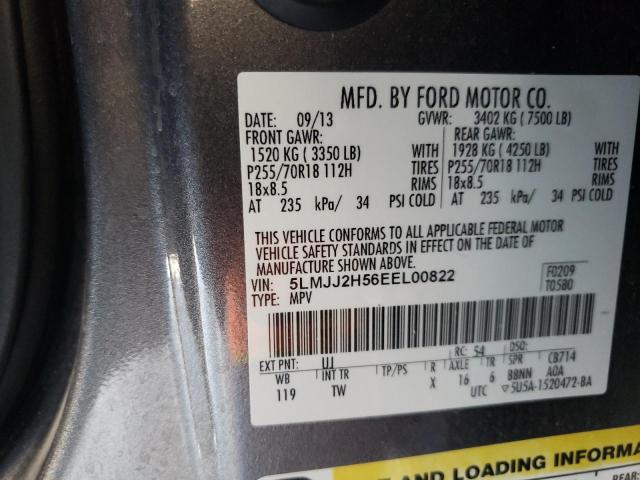 MFD. BY FORD MOTOR CO.
DATE: 09/13 GVWR: 3402 KG ( 7500 LB)
FRONT GAWR: REAR GAWR:
1520 KG ( 3350 LB) WITH 1928 KG ( 4250 LB) WITH
P255/70R18 112H TIRES P255/70R18 112H TIRES
18x8.5 RIMS 18x8.5 RIMS
AT 235 kPa/ 34 PSI COLD AT 235 kPa/ 34 PSI COLD
THIS VEHICLE CONFORMS TO ALL APPLICABLE FEDERAL MOTOR
VEHICLE SAFETY STANDARDS IN EFFECT ON THE DATE OF
MANUFACTURE SHOWN ABOVE.
VIN: 5LMJJ2H56EEL00822 F0209
TYPE: MPV T0580
EXT PNT: UJ RC: 54 DSO:
WB INT TR TP/PS R AXLE TR SPR CB714
119 TW X 16 6 BBNN AOA
UTC ▽5U5A-1520472-BA
AND LOADING INFORMA
REAR: